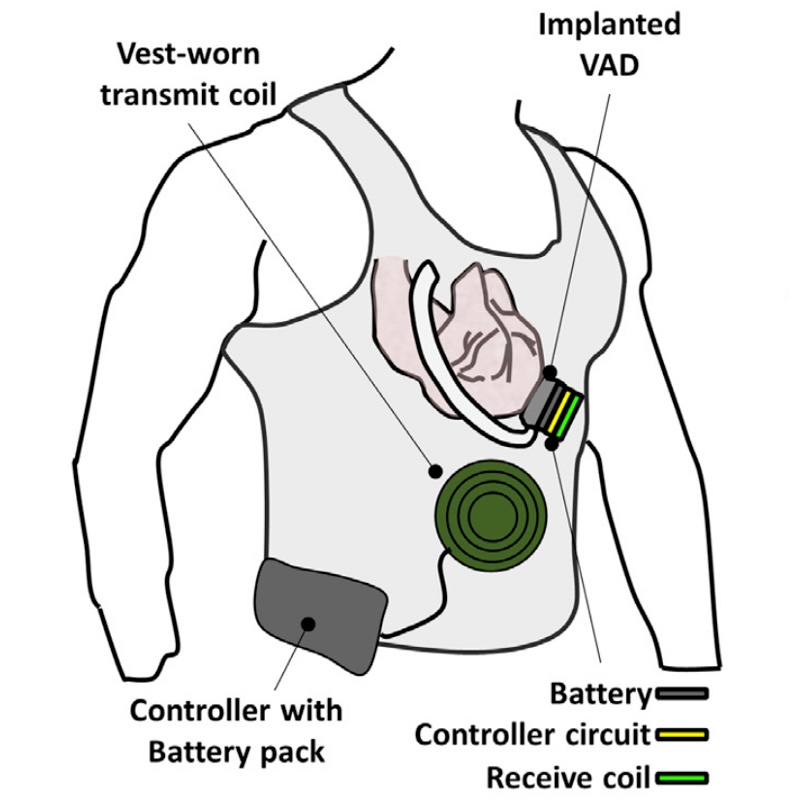 Vest-worn
transmit coil
Implanted
VAD
Controller with
Battery pack
Battery
Controller circuit
Receive coil